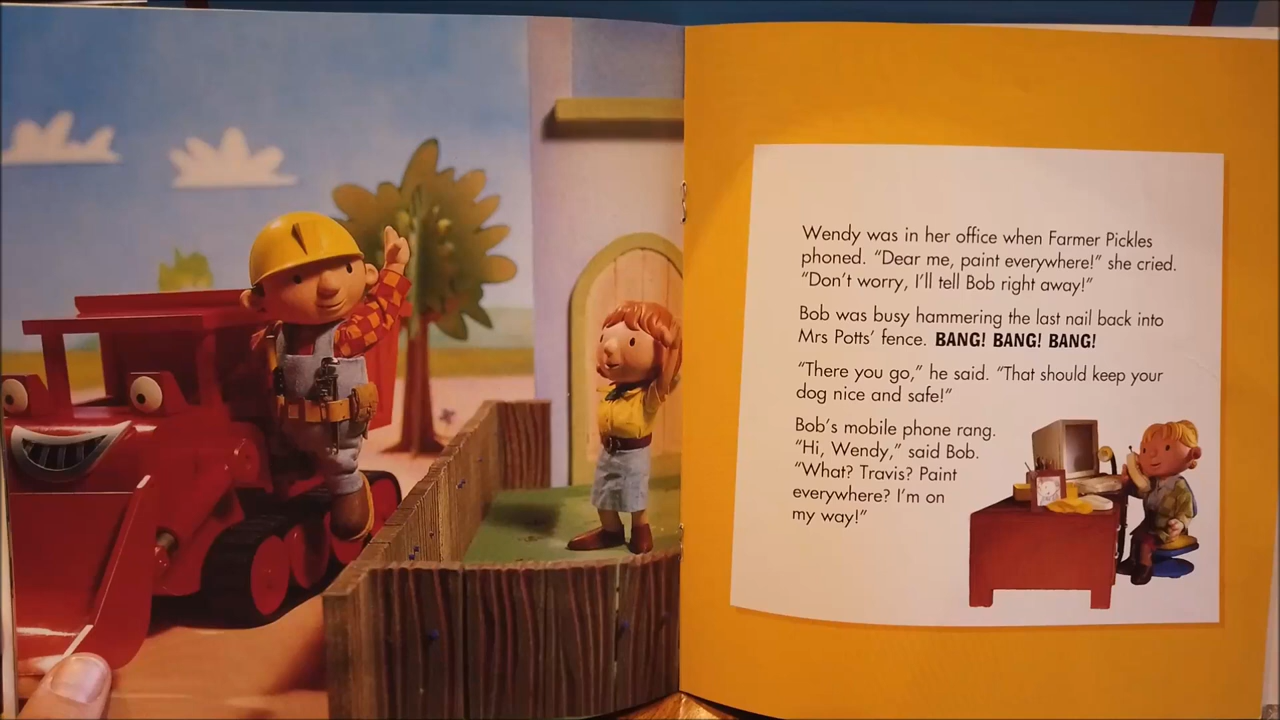 Wendy was in her office when Farmer Pickles
phoned. “Dear me, paint everywhere!” she cried.
“Don’t worry, I’ll tell Bob right away!”
Bob was busy hammering the last nail back into
Mrs Potts’ fence. BANG! BANG! BANG!
“There you go,” he said. “That should keep your
dog nice and safe!”
Bob’s mobile phone rang.
“Hi, Wendy,” said Bob.
“What? Travis? Paint
everywhere? I’m on
my way!”